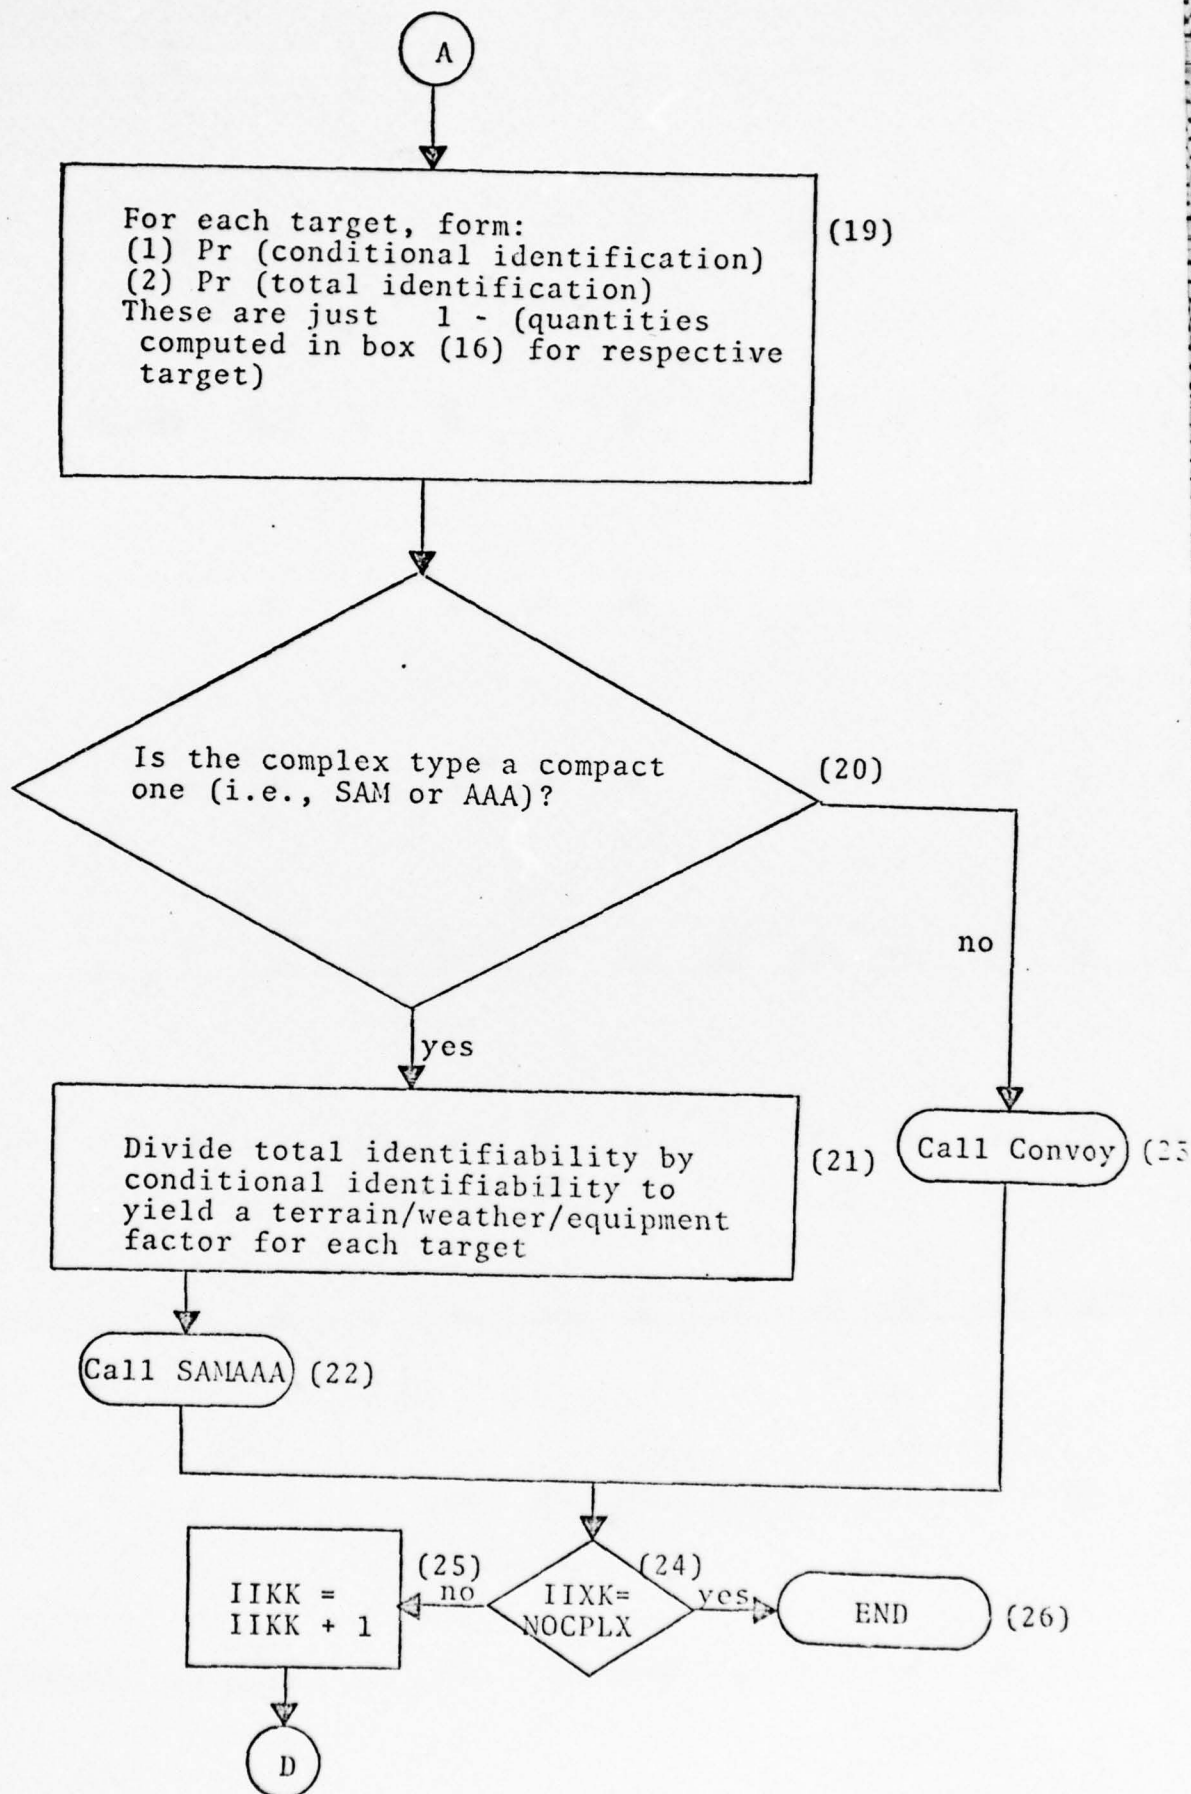 A
For each target, form:
(1) Pr (conditional identification)
(2) Pr (total identification)
These are just 1 - (quantities
computed in box (16) for respective
target)
(19)
Is the complex type a compact
one (i.e., SAM or AAA)?
(20)
no
yes
Divide total identifiability by
conditional identifiability to
yield a terrain/weather/equipment
factor for each target
(21)
Call Convoy
Call SAMAAA
(22)
(25)
no
IIKK =
IIKK + 1
(24)
IIXK=
NOCPLX
yes
END
(26)
D